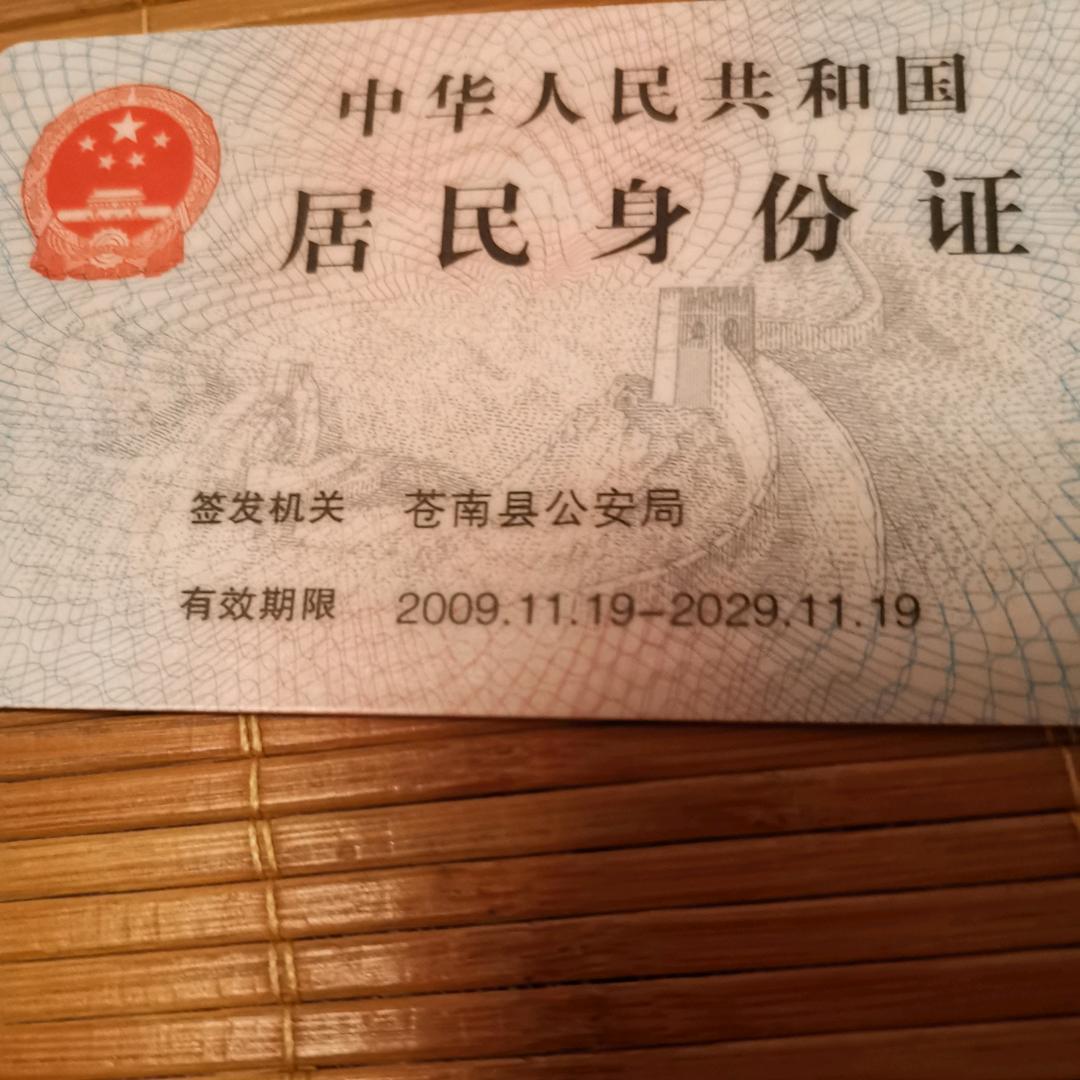 中华人民共和国
居民身份证
签发机关 苍南县公安局
有效期限 2009.11.19-2029.11.19